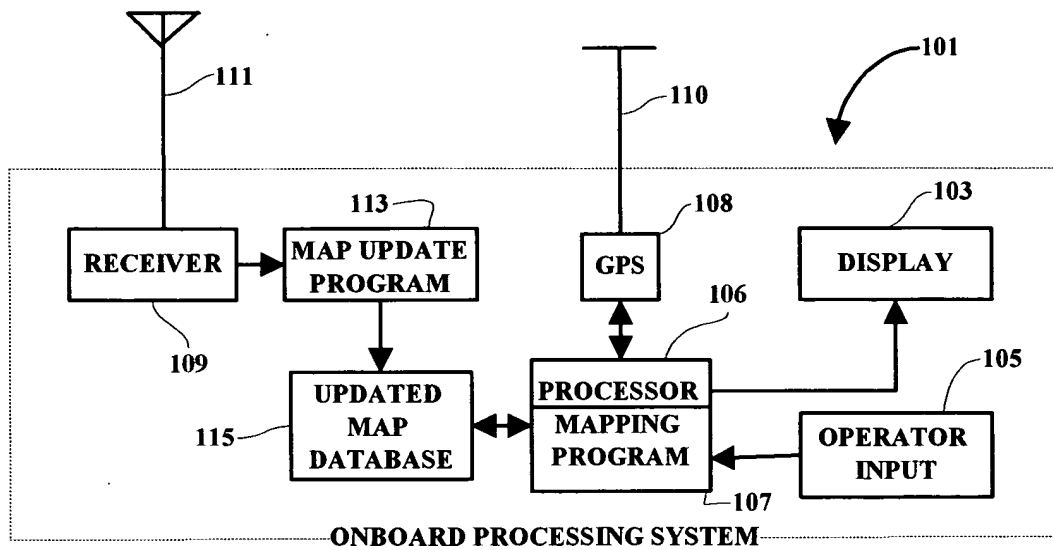 101
111
110
113
108
103
RECEIVER
MAP UPDATE
PROGRAM
GPS
DISPLAY
106
109
105
UPDATED
MAP
DATABASE
115
PROCESSOR
MAPPING
PROGRAM
OPERATOR
INPUT
107
ONBOARD PROCESSING SYSTEM